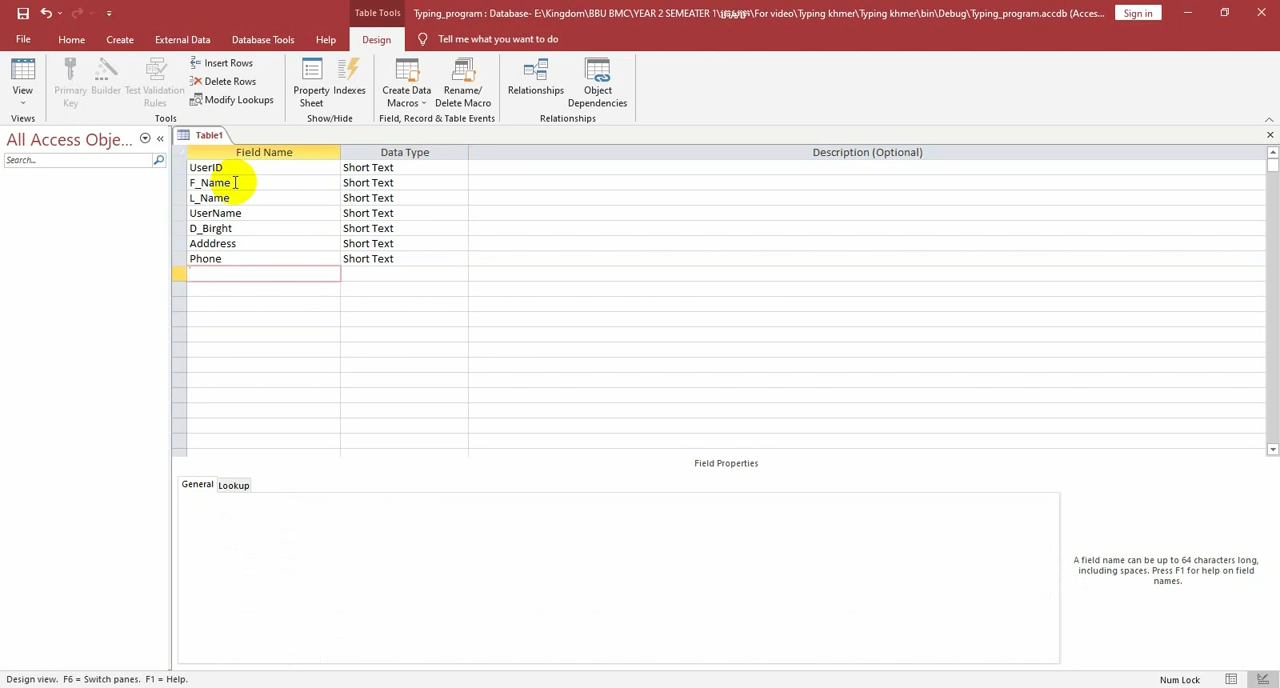 Table Tools
Typing_program : Database- E:\Kingdom\BBU BMC\YEAR 2 SEMEATER 1\ \For video\Typing khmer\Typing khmer\bin\Debug\Typing_program.accdb (Acces...
Sign in
File Home Create External Data Database Tools Help Design Tell me what you want to do
View
Views
Primary Key
Builder
Test Validation Rules
Insert Rows
Delete Rows
Modify Lookups
Tools
Property Sheet
Indexes
Show/Hide
Create Data Macros
Rename/ Delete Macro
Field, Record & Table Events
Relationships
Object Dependencies
Relationships
All Access Obje...
Search...
Table1
Field Name Data Type Description (Optional)
UserID Short Text
F_Name Short Text
L_Name Short Text
UserName Short Text
D_Birght Short Text
Adddress Short Text
Phone Short Text
Field Properties
General Lookup
A field name can be up to 64 characters long,
including spaces. Press F1 for help on field
names.
Design view. F6 = Switch panes. F1 = Help.
Num Lock